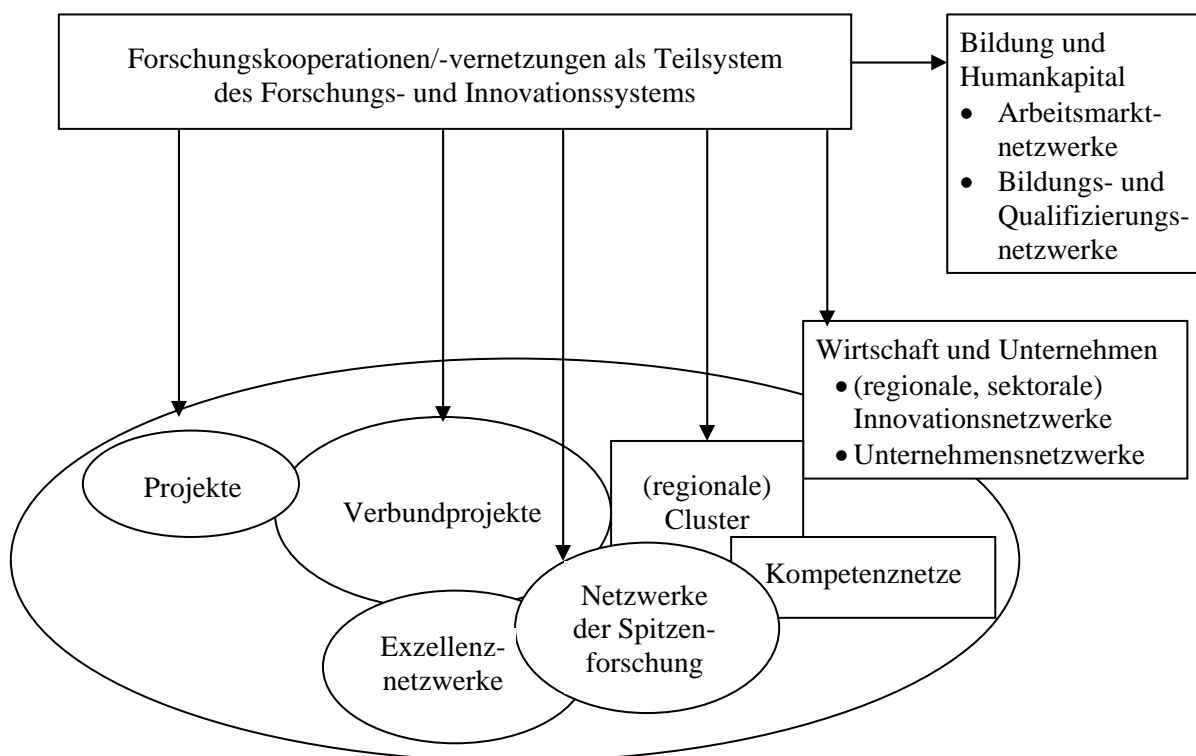 Forschungskooperationen/-vernetzungen als Teilsystem
des Forschungs- und Innovationssystems
Bildung und
Humankapital
• Arbeitsmarkt-
netzwerke
• Bildungs- und
Qualifizierungs-
netzwerke
Wirtschaft und Unternehmen
• (regionale, sektorale)
Innovationsnetzwerke
• Unternehmensnetzwerke
Projekte
Verbundprojekte
(regionale)
Cluster
Kompetenznetze
Netzwerke
der Spitzen-
forschung
Exzellenz-
netzwerke